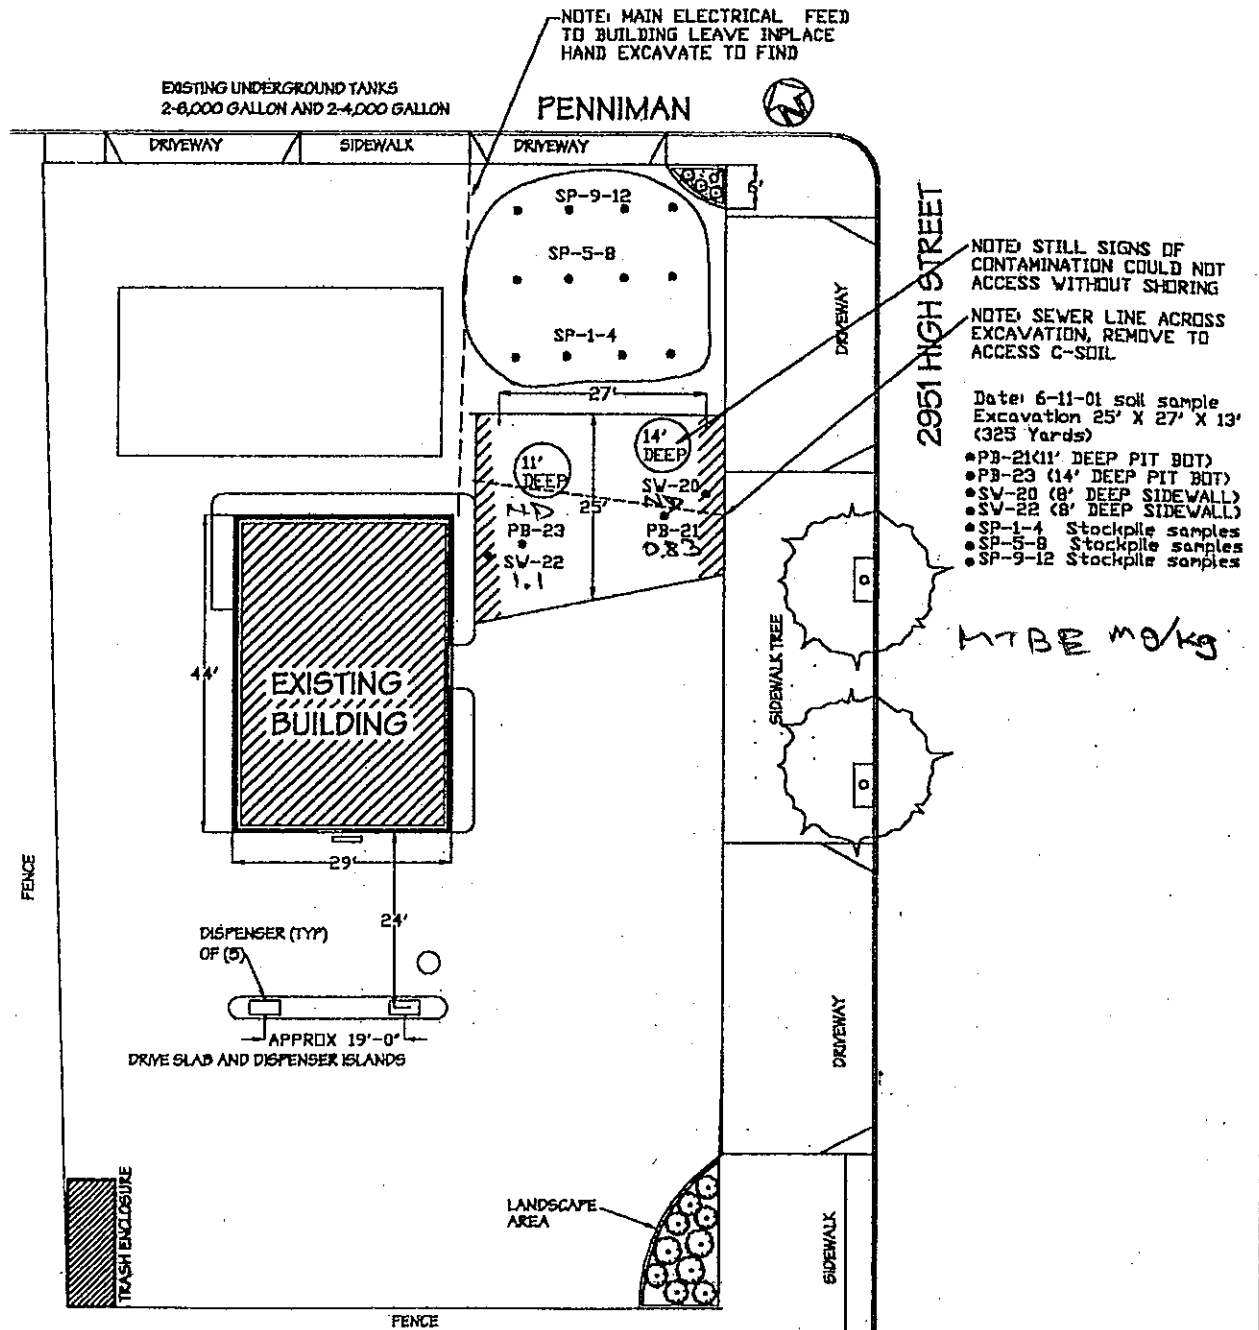 NOTE: MAIN ELECTRICAL FEED
TO BUILDING LEAVE INPLACE
HAND EXCAVATE TO FIND
EXISTING UNDERGROUND TANKS
2-6,000 GALLON AND 2-4,000 GALLON
PENNIMAN
N
DRIVEWAY
SIDEWALK
DRIVEWAY
6'
SP-9-12
SP-5-8
SP-1-4
2951 HIGH STREET
DRIVEWAY
NOTE: STILL SIGNS OF
CONTAMINATION COULD NOT
ACCESS WITHOUT SHORING
NOTE: SEWER LINE ACROSS
EXCAVATION, REMOVE TO
ACCESS C-SOIL
Date: 6-11-01 soil sample
Excavation 25' X 27' X 13'
(325 Yards)
PB-21(11' DEEP PIT BOT)
PB-23 (14' DEEP PIT BOT)
SW-20 (8' DEEP SIDEWALL)
SW-22 (8' DEEP SIDEWALL)
SP-1-4 Stockpile samples
SP-5-8 Stockpile samples
SP-9-12 Stockpile samples
MTBE mg/kg
27'
14'
DEEP
11'
DEEP
SW-20
ND
25'
ND
PB-23
PB-21
0.83
SW-22
1.1
SIDEWALK TREE
44'
EXISTING
BUILDING
29'
FENCE
24'
DISPENSER (TYP)
OF (5)
APPROX 19'-0"
DRIVE SLAB AND DISPENSER ISLANDS
DRIVEWAY
TRASH ENCLOSURE
LANDSCAPE
AREA
SIDEWALK
FENCE